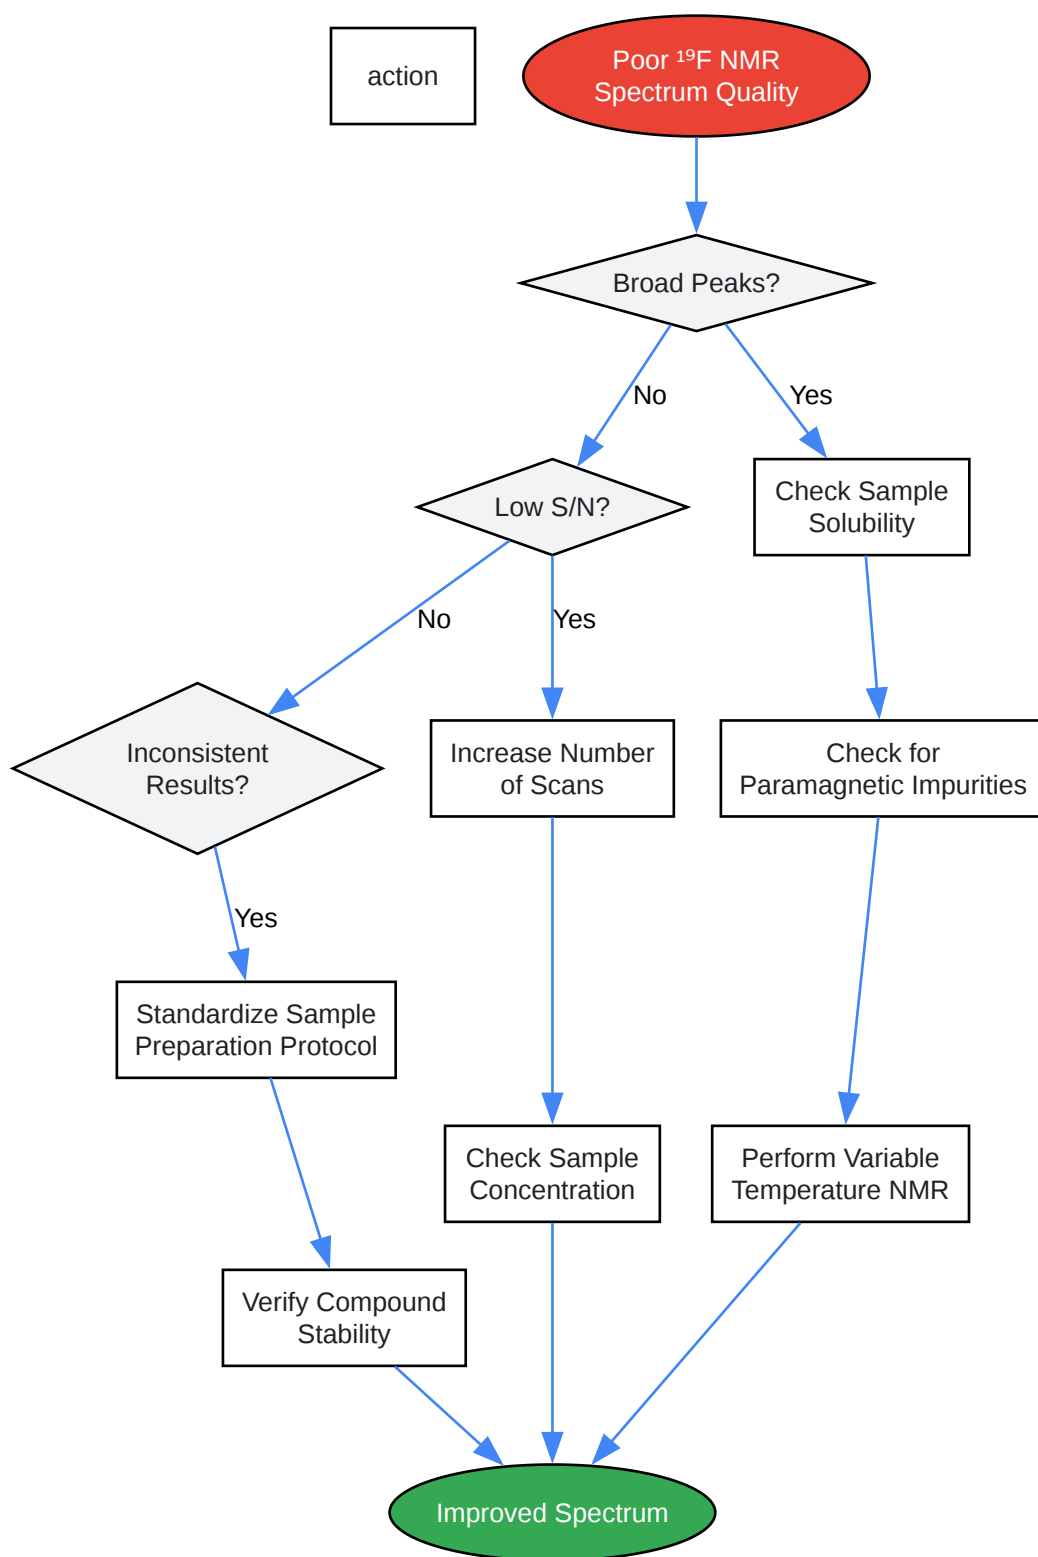 action
Poor ¹⁹F NMR
Spectrum Quality
Broad Peaks?
No
Yes
Low S/N?
Check Sample
Solubility
No
Yes
Inconsistent
Results?
Increase Number
of Scans
Check for
Paramagnetic Impurities
Yes
Standardize Sample
Preparation Protocol
Check Sample
Concentration
Perform Variable
Temperature NMR
Verify Compound
Stability
Improved Spectrum